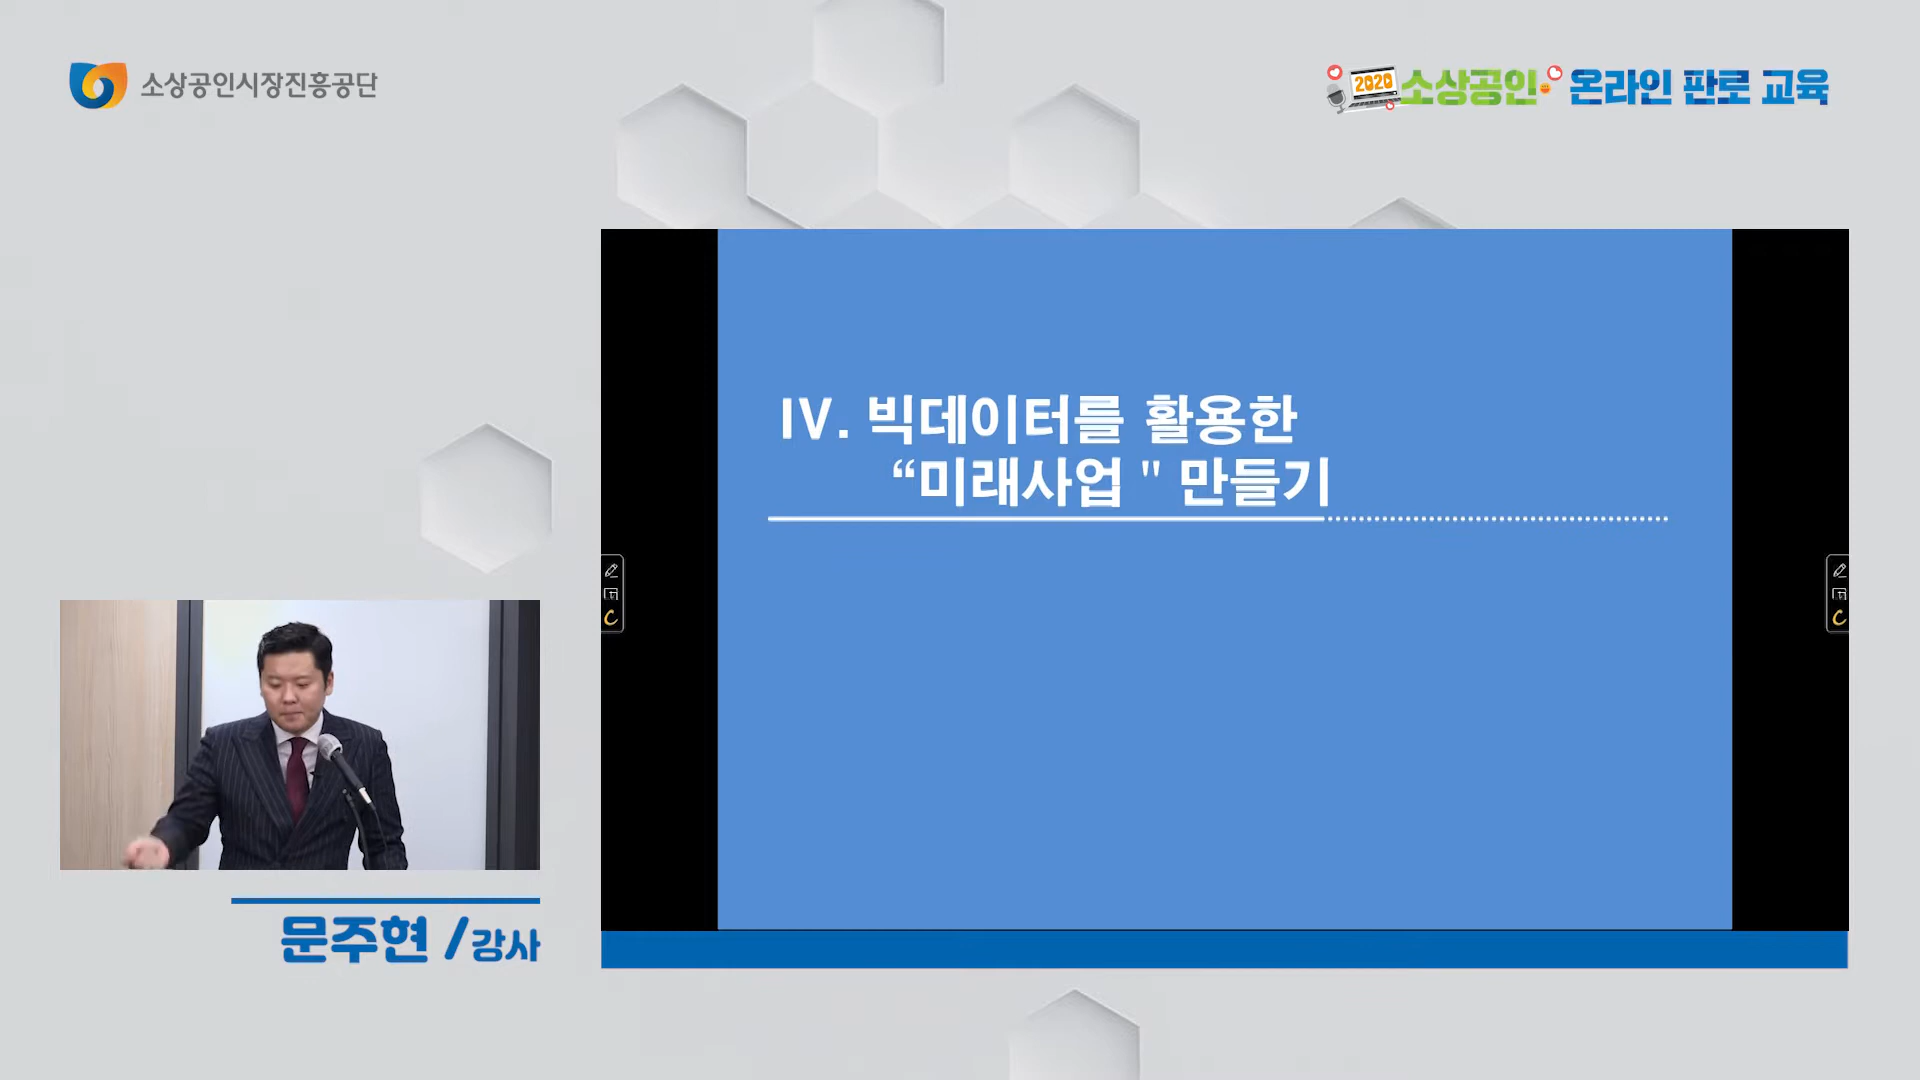 소상공인시장진흥공단
2020 소상공인 온라인 판로 교육
IV. 빅데이터를 활용한
“미래사업 " 만들기
문주현 / 강사